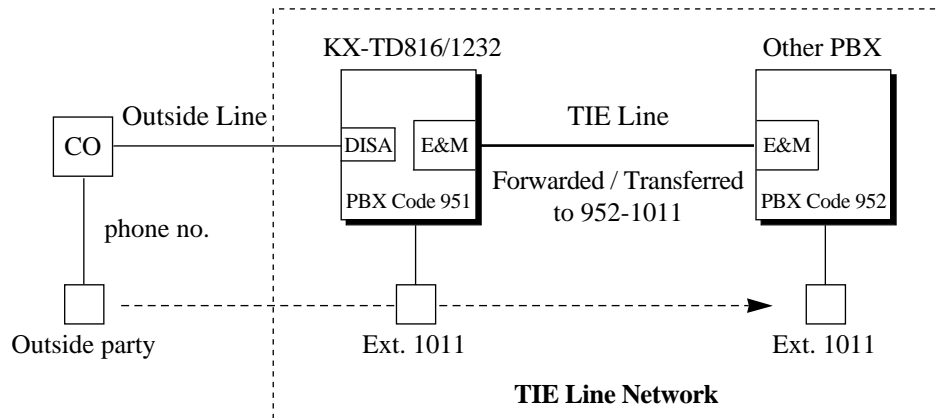 KX-TD816/1232
Other PBX
Outside Line
TIE Line
CO
DISA
E&M
E&M
PBX Code 951
Forwarded / Transferred
to 952-1011
PBX Code 952
phone no.
Outside party
Ext. 1011
Ext. 1011
TIE Line Network